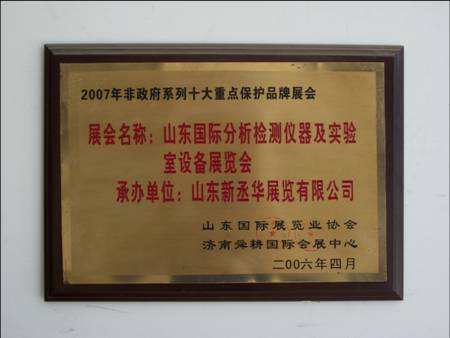 2007年非政府系列十大重点保护品牌展会
展会名称：山东国际分析检测仪器及实验
室设备展览会
承办单位：山东新丞华展览有限公司
山东国际展览业协会
济南舜耕国际会展中心
二00六年四月